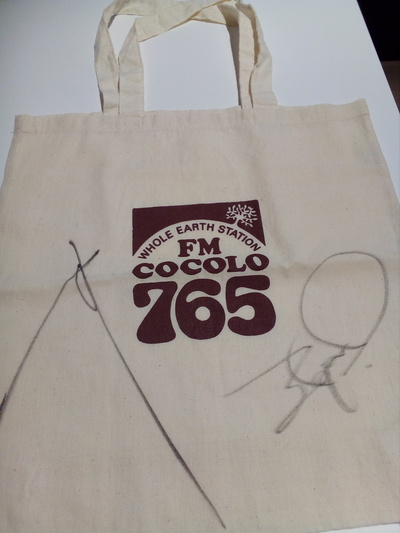 WHOLE EARTH STATION
FM
COCOLO
765